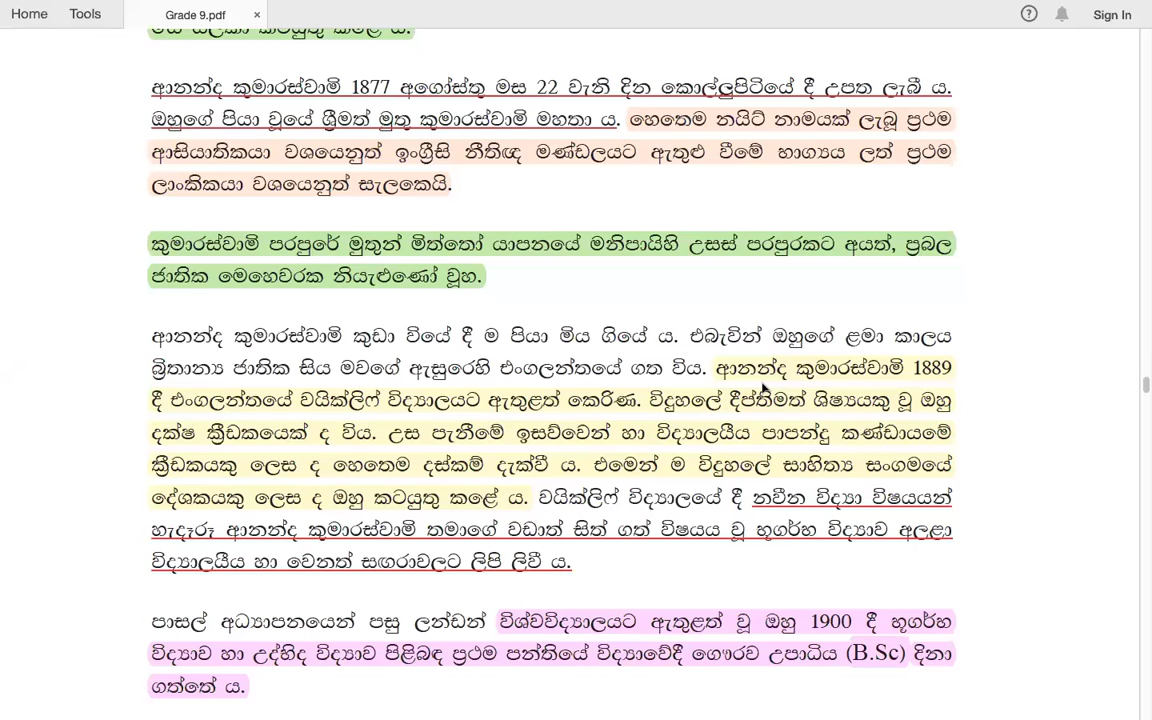 Home Tools Grade 9.pdf × Sign In
ආනන්ද කුමාරස්වාමි 1877 අගෝස්තු මස 22 වැනි දින කොල්ලුපිටියේ දී උපත ලැබී ය.
ඔහුගේ පියා වූයේ ශ්‍රීමත් මුතු කුමාරස්වාමි මහතා ය. හෙතෙම නයිට් නාමයක් ලැබූ ප්‍රථම
ආසියාතිකයා වශයෙනුත් ඉංග්‍රීසි නීතිඥ මණ්ඩලයට ඇතුළු වීමේ භාග්‍යය ලත් ප්‍රථම
ලාංකිකයා වශයෙනුත් සැලකෙයි.
කුමාරස්වාමි පරපුරේ මුතුන් මිත්තෝ යාපනයේ මනිපායිහි උසස් පරපුරකට අයත්, ප්‍රබල
ජාතික මෙහෙවරක නියැළුණෝ වූහ.
ආනන්ද කුමාරස්වාමි කුඩා වියේ දී ම පියා මිය ගියේ ය. එබැවින් ඔහුගේ ළමා කාලය
බ්‍රිතාන්‍ය ජාතික සිය මවගේ ඇසුරෙහි එංගලන්තයේ ගත විය. ආනන්ද කුමාරස්වාමි 1889
දී එංගලන්තයේ වයික්ලිෆ් විද්‍යාලයට ඇතුළත් කෙරිණ. විදුහලේ දීප්තිමත් ශිෂ්‍යයකු වූ ඔහු
දක්ෂ ක්‍රීඩකයෙක් ද විය. උස පැනීමේ ඉසව්වෙන් හා විද්‍යාලයීය පාපන්දු කණ්ඩායමේ
ක්‍රීඩකයකු ලෙස ද හෙතෙම දස්කම් දැක්වී ය. එමෙන් ම විදුහලේ සාහිත්‍ය සංගමයේ
දේශකයකු ලෙස ද ඔහු කටයුතු කළේ ය. වයික්ලිෆ් විද්‍යාලයේ දී නවීන විද්‍යා විෂයයන්
හැදෑරූ ආනන්ද කුමාරස්වාමි තමාගේ වඩාත් සිත් ගත් විෂයය වූ භූගර්භ විද්‍යාව අලළා
විද්‍යාලයීය හා වෙනත් සඟරාවලට ලිපි ලිවී ය.
පාසල් අධ්‍යාපනයෙන් පසු ලන්ඩන් විශ්වවිද්‍යාලයට ඇතුළත් වූ ඔහු 1900 දී භූගර්භ
විද්‍යාව හා උද්භිද විද්‍යාව පිළිබඳ ප්‍රථම පන්තියේ විද්‍යාවේදී ගෞරව උපාධිය (B.Sc) දිනා
ගත්තේ ය.